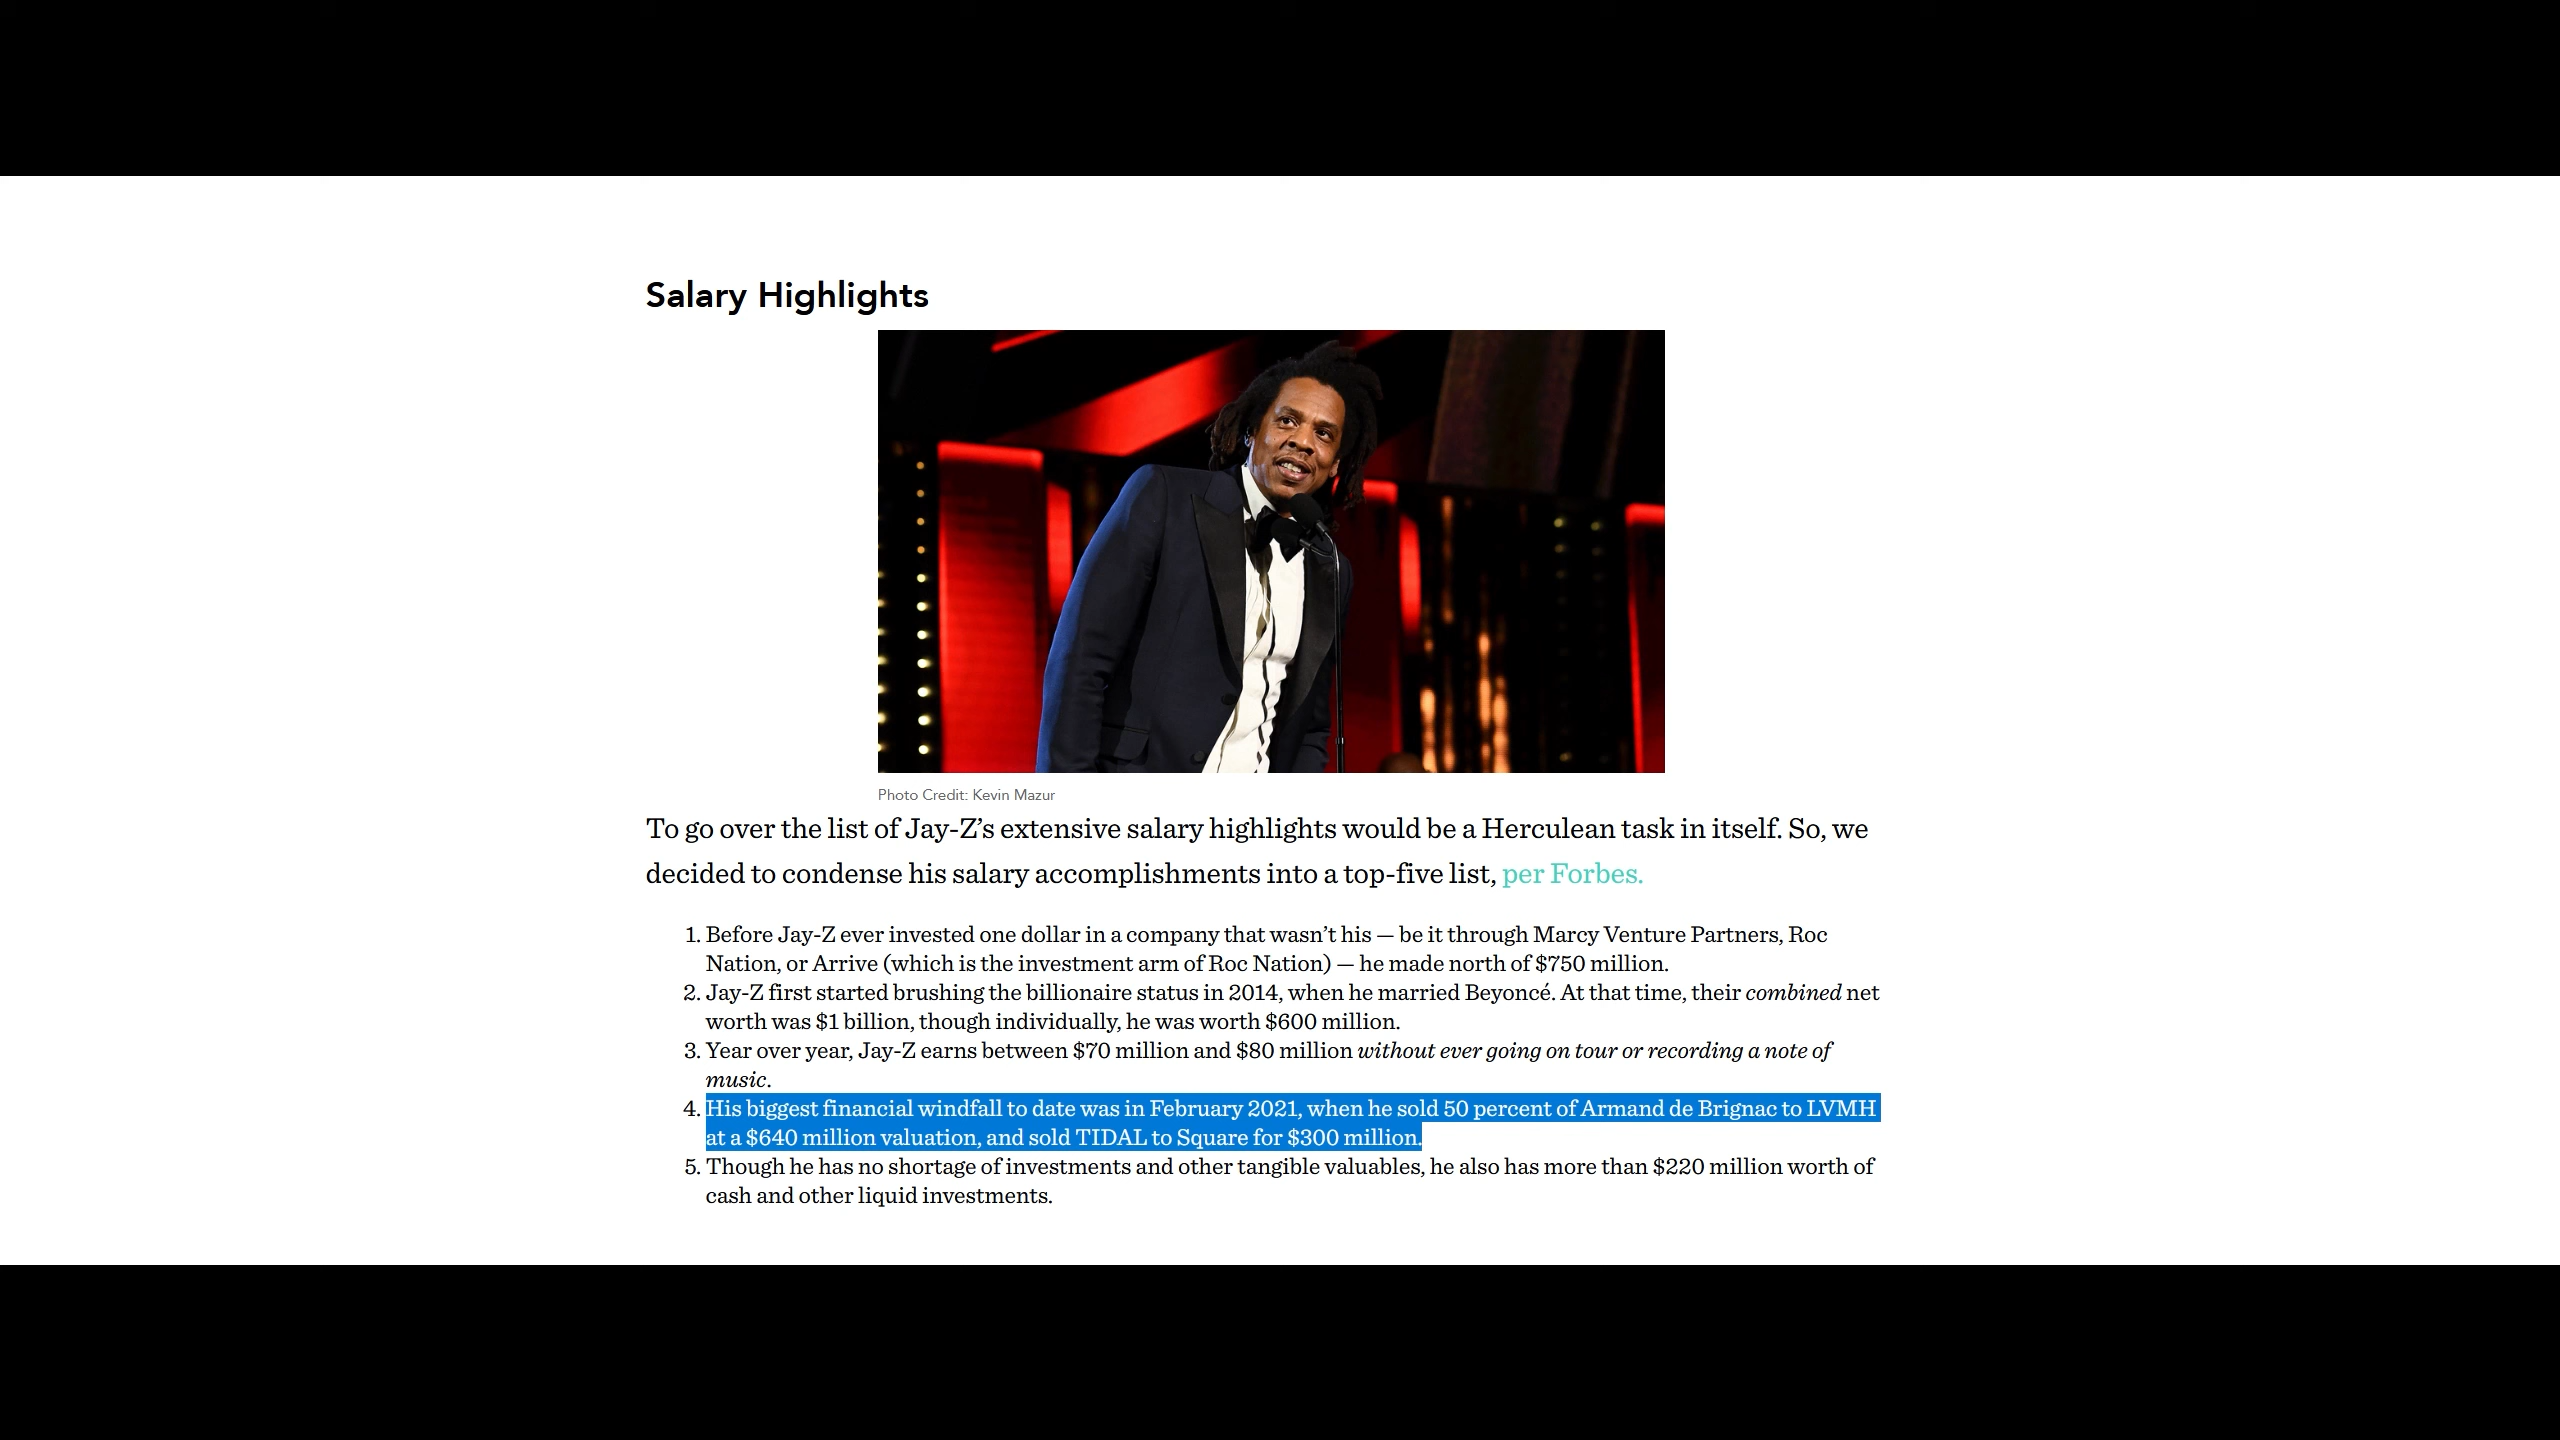 Salary Highlights
Photo Credit: Kevin Mazur
To go over the list of Jay-Z’s extensive salary highlights would be a Herculean task in itself. So, we
decided to condense his salary accomplishments into a top-five list, per Forbes.
1. Before Jay-Z ever invested one dollar in a company that wasn’t his — be it through Marcy Venture Partners, Roc
Nation, or Arrive (which is the investment arm of Roc Nation) — he made north of $750 million.
2. Jay-Z first started brushing the billionaire status in 2014, when he married Beyoncé. At that time, their combined net
worth was $1 billion, though individually, he was worth $600 million.
3. Year over year, Jay-Z earns between $70 million and $80 million without ever going on tour or recording a note of
music.
4. His biggest financial windfall to date was in February 2021, when he sold 50 percent of Armand de Brignac to LVMH
at a $640 million valuation, and sold TIDAL to Square for $300 million.
5. Though he has no shortage of investments and other tangible valuables, he also has more than $220 million worth of
cash and other liquid investments.